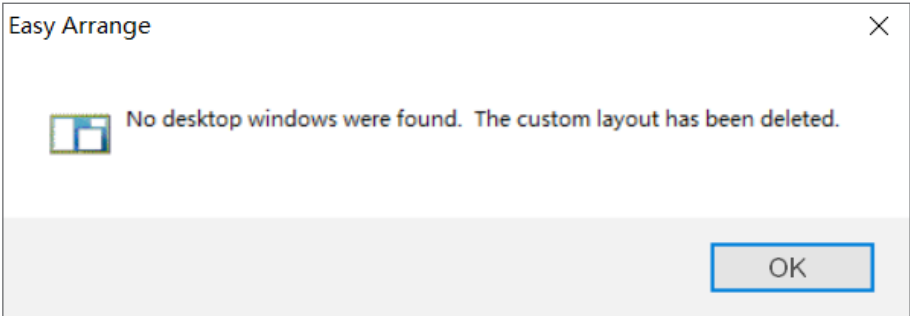 Easy Arrange
No desktop windows were found.  The custom layout has been deleted.
OK